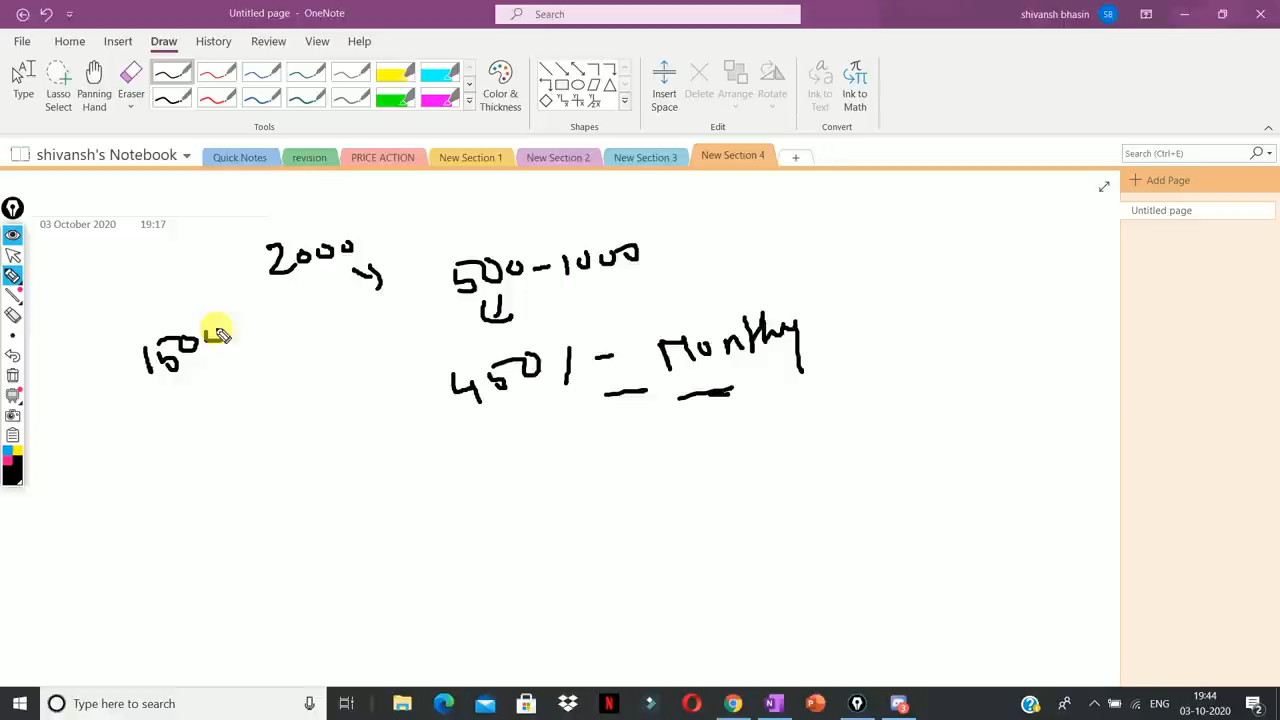 Untitled page - OneNote
Search
shivansh bhasin
SB
File Home Insert Draw History Review View Help
Type
Lasso Select
Panning Hand
Eraser
Color & Thickness
Insert Space
Delete
Arrange
Rotate
Ink to Text
Ink to Math
Tools
Shapes
Edit
Convert
shivansh's Notebook
Quick Notes revision PRICE ACTION New Section 1 New Section 2 New Section 3 New Section 4 +
Search (Ctrl+E)
Add Page
Untitled page
03 October 2020 19:17
2000 500-1000
150
450/- Monthy
Type here to search
ENG
19:44
03-10-2020